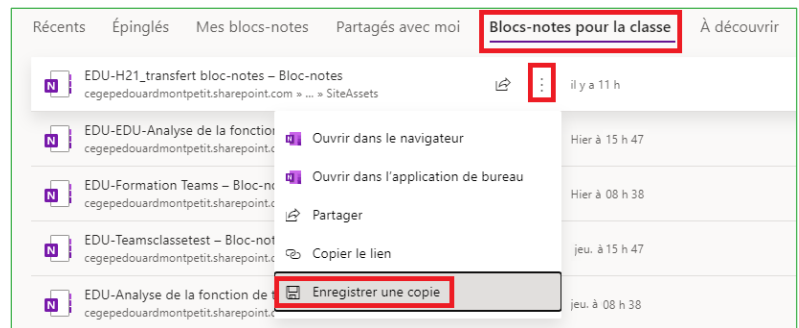 Récents Épinglés Mes blocs-notes Partagés avec moi Blocs-notes pour la classe À découvrir
EDU-H21_transfert bloc-notes – Bloc-notes
cegepedouardmontpetit.sharepoint.com » ... » SiteAssets
il y a 11 h
EDU-EDU-Analyse de la fonction
cegepedouardmontpetit.sharepoint.c
Hier à 15 h 47
Ouvrir dans le navigateur
EDU-Formation Teams – Bloc-no
cegepedouardmontpetit.sharepoint.c
Hier à 08 h 38
Ouvrir dans l'application de bureau
Partager
EDU-Teamsclassetest – Bloc-not
cegepedouardmontpetit.sharepoint.c
jeu. à 15 h 47
Copier le lien
EDU-Analyse de la fonction de t
cegepedouardmontpetit.sharepoint.c
jeu. à 08 h 38
Enregistrer une copie